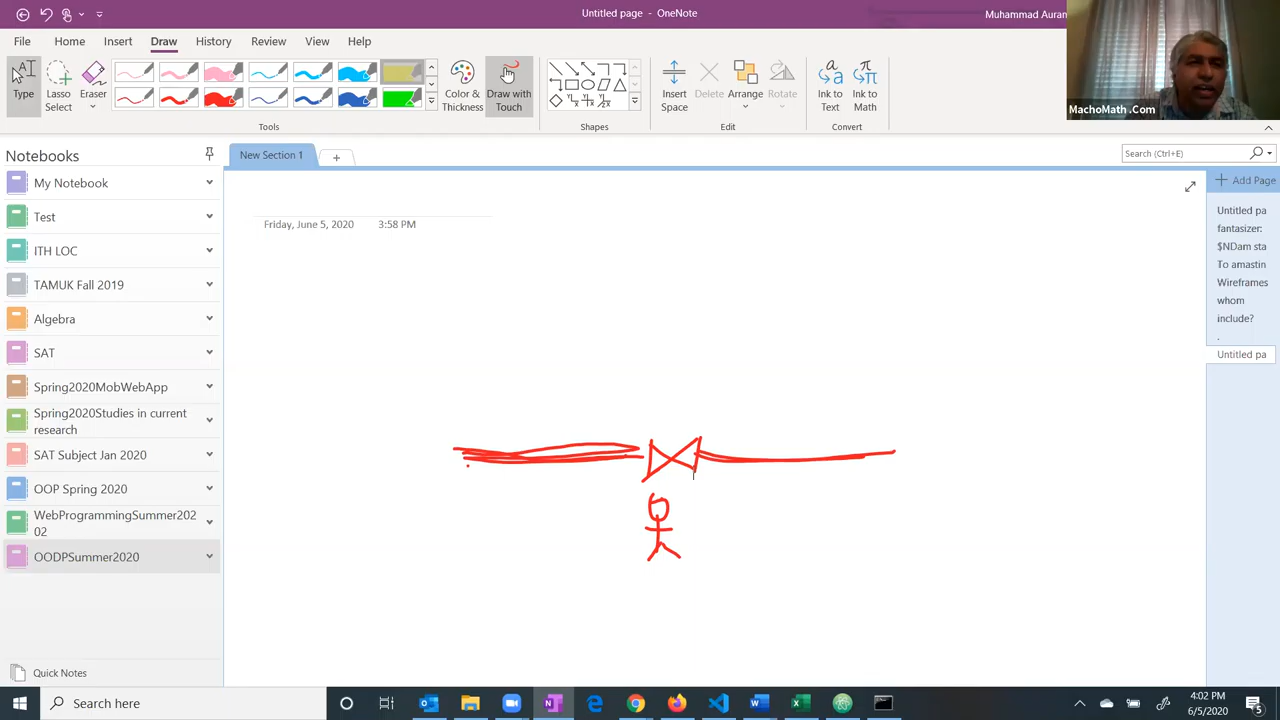 Untitled page - OneNote
Muhammad Auran
File
Home
Insert
Draw
History
Review
View
Help
MachoMath .Com
Type
Lasso
Select
Eraser
Color &
Thickness
Draw with
Touch
Insert
Space
Delete
Arrange
Rotate
Ink to
Text
Ink to
Math
Tools
Shapes
Edit
Convert
Notebooks
New Section 1
Search (Ctrl+E)
My Notebook
Test
ITH LOC
TAMUK Fall 2019
Algebra
SAT
Spring2020MobWebApp
Spring2020Studies in current
research
SAT Subject Jan 2020
OOP Spring 2020
WebProgrammingSummer202
02
OODPSummer2020
Quick Notes
Friday, June 5, 2020
3:58 PM
Add Page
Untitled pa
fantasizer:
$NDam sta
To amastin
Wireframes
whom
include?
.
Untitled pa
Search here
4:02 PM
6/5/2020
5